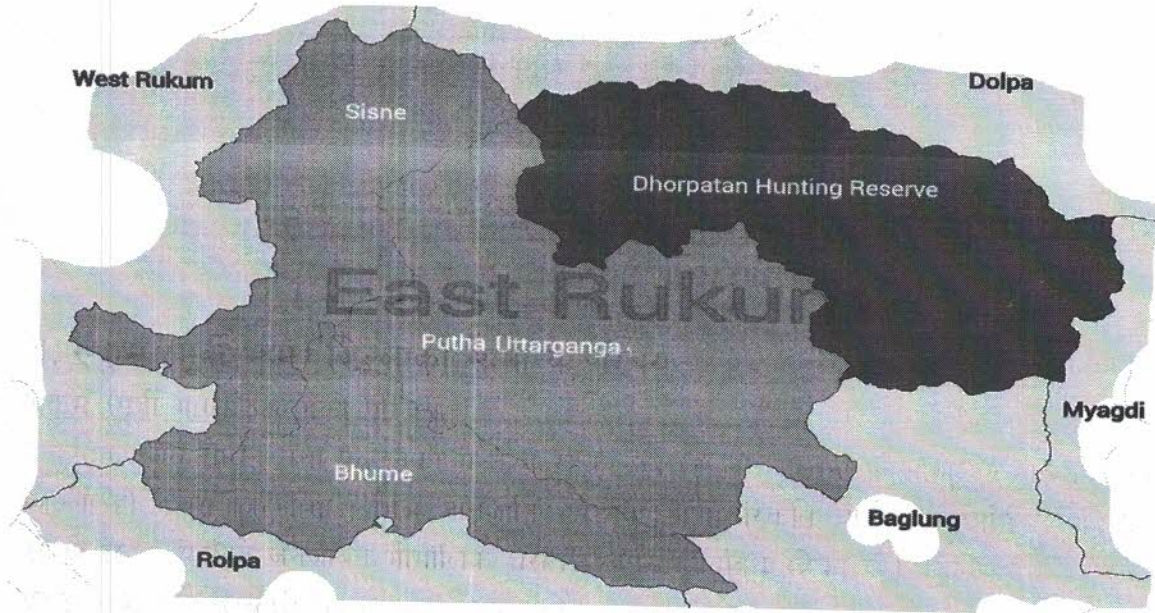 West Rukum
Dolpa
Sisne
Dhorpatan Hunting Reserve
East Rukum
Putha Uttarganga
Myagdi
Bhume
Baglung
Rolpa